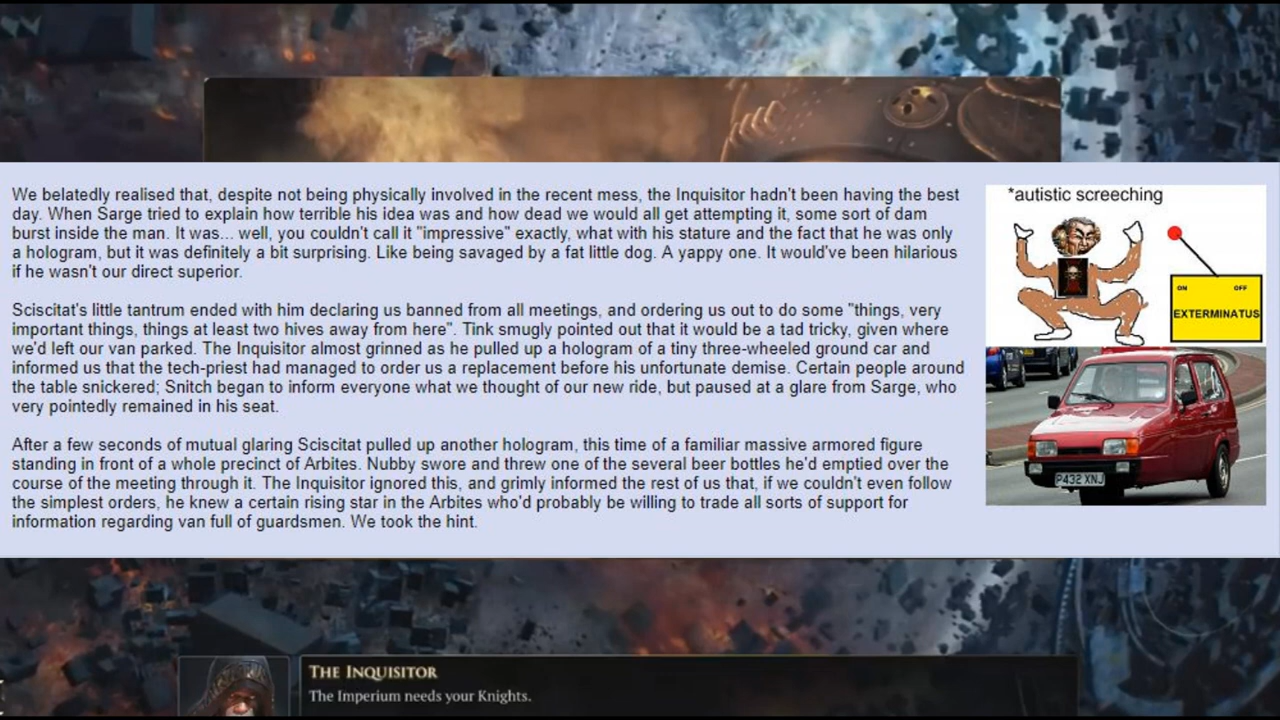 We belatedly realised that, despite not being physically involved in the recent mess, the Inquisitor hadn't been having the best
day. When Sarge tried to explain how terrible his idea was and how dead we would all get attempting it, some sort of dam
burst inside the man. It was... well, you couldn't call it "impressive" exactly, what with his stature and the fact that he was only
a hologram, but it was definitely a bit surprising. Like being savaged by a fat little dog. A yappy one. It would've been hilarious
if he wasn't our direct superior.
Sciscitat's little tantrum ended with him declaring us banned from all meetings, and ordering us out to do some "things, very
important things, things at least two hives away from here". Tink smugly pointed out that it would be a tad tricky, given where
we'd left our van parked. The Inquisitor almost grinned as he pulled up a hologram of a tiny three-wheeled ground car and
informed us that the tech-priest had managed to order us a replacement before his unfortunate demise. Certain people around
the table snickered; Snitch began to inform everyone what we thought of our new ride, but paused at a glare from Sarge, who
very pointedly remained in his seat.
After a few seconds of mutual glaring Sciscitat pulled up another hologram, this time of a familiar massive armored figure
standing in front of a whole precinct of Arbites. Nubby swore and threw one of the several beer bottles he'd emptied over the
course of the meeting through it. The Inquisitor ignored this, and grimly informed the rest of us that, if we couldn't even follow
the simplest orders, he knew a certain rising star in the Arbites who'd probably be willing to trade all sorts of support for
information regarding van full of guardsmen. We took the hint.
*autistic screeching
ON OFF
EXTERMINATUS
P432 XNJ
THE INQUISITOR
The Imperium needs your Knights.